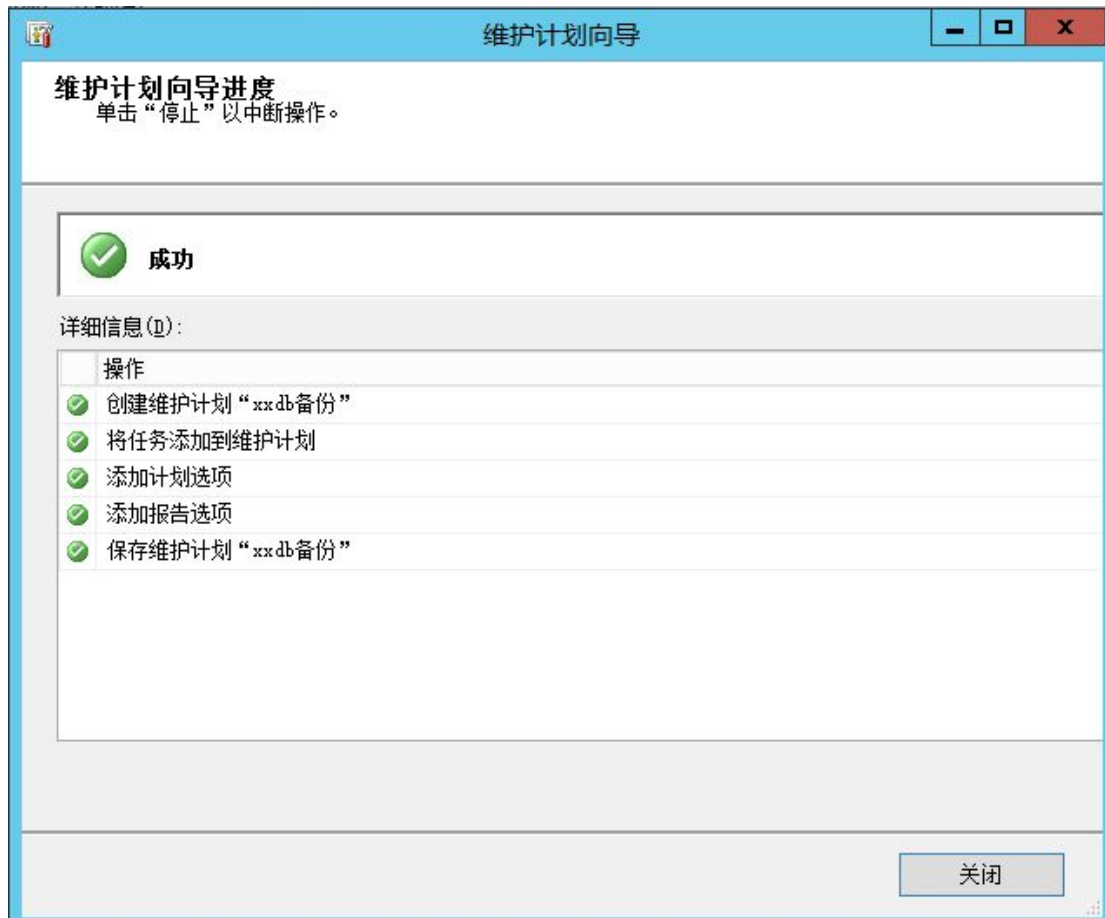 维护计划向导
维护计划向导进度
单击“停止”以中断操作。
成功
详细信息(D):
操作
创建维护计划“xxdb备份”
将任务添加到维护计划
添加计划选项
添加报告选项
保存维护计划“xxdb备份”
关闭